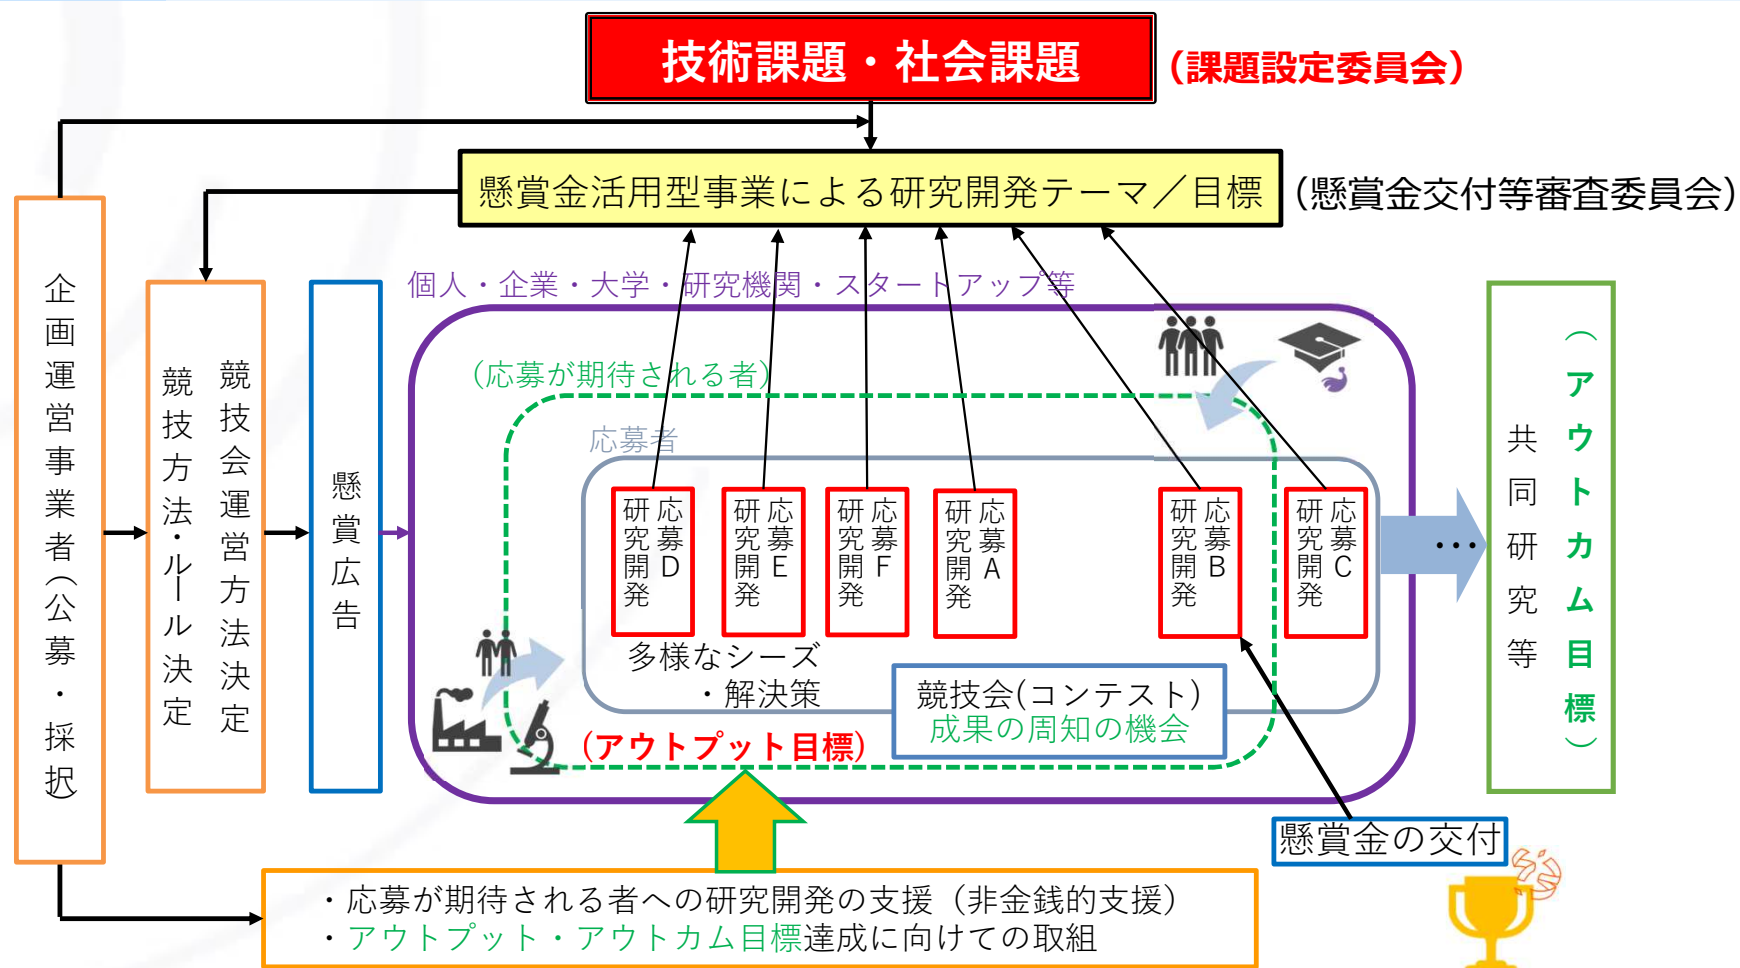 技術課題・社会課題
（課題設定委員会）
懸賞金活用型事業による研究開発テーマ／目標
（懸賞金交付等審査委員会）
企画運営事業者（公募・採択）
競技会運営方法決定
競技方法・ルール決定
懸賞広告
個人・企業・大学・研究機関・スタートアップ等
(応募が期待される者)
応募者
応募D
研究開発
応募E
研究開発
応募F
研究開発
応募A
研究開発
応募B
研究開発
応募C
研究開発
多様なシーズ
・解決策
競技会(コンテスト)
成果の周知の機会
(アウトプット目標)
…
（アウトカム目標）
共同研究等
懸賞金の交付
・応募が期待される者への研究開発の支援（非金銭的支援）
・アウトプット・アウトカム目標達成に向けての取組